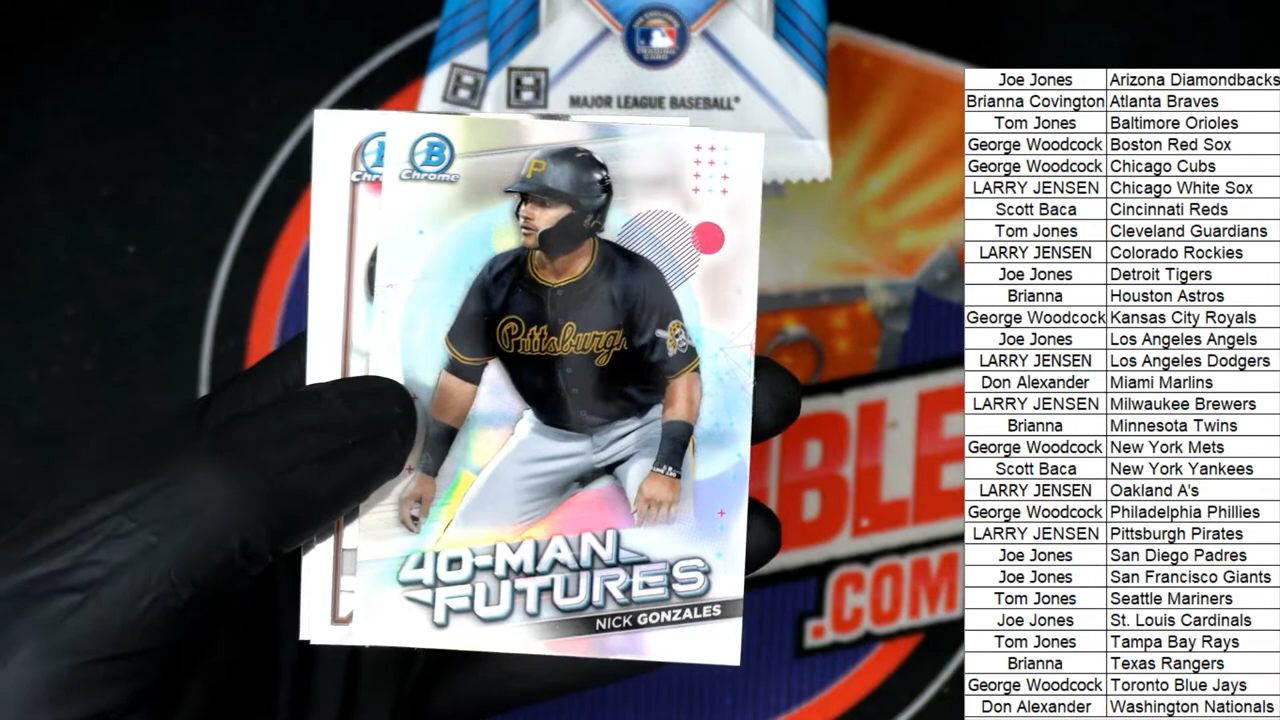 MAJOR LEAGUE BASEBALL
B
Chrome
P
Pittsburgh
40-MAN
FUTURES
NICK GONZALES
BLE
.COM
Joe Jones Arizona Diamondbacks
Brianna Covington Atlanta Braves
Tom Jones Baltimore Orioles
George Woodcock Boston Red Sox
George Woodcock Chicago Cubs
LARRY JENSEN Chicago White Sox
Scott Baca Cincinnati Reds
Tom Jones Cleveland Guardians
LARRY JENSEN Colorado Rockies
Joe Jones Detroit Tigers
Brianna Houston Astros
George Woodcock Kansas City Royals
Joe Jones Los Angeles Angels
LARRY JENSEN Los Angeles Dodgers
Don Alexander Miami Marlins
LARRY JENSEN Milwaukee Brewers
Brianna Minnesota Twins
George Woodcock New York Mets
Scott Baca New York Yankees
LARRY JENSEN Oakland A's
George Woodcock Philadelphia Phillies
LARRY JENSEN Pittsburgh Pirates
Joe Jones San Diego Padres
Joe Jones San Francisco Giants
Tom Jones Seattle Mariners
Joe Jones St. Louis Cardinals
Tom Jones Tampa Bay Rays
Brianna Texas Rangers
George Woodcock Toronto Blue Jays
Don Alexander Washington Nationals